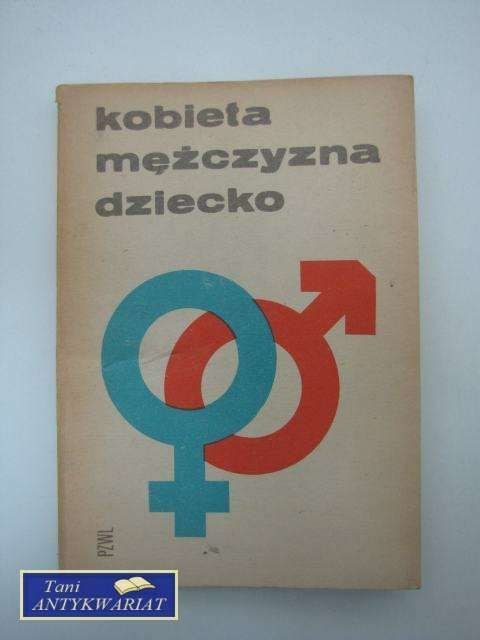 kobieta
mężczyzna
dziecko
PZWL
Tani
ANTYKWARIAT